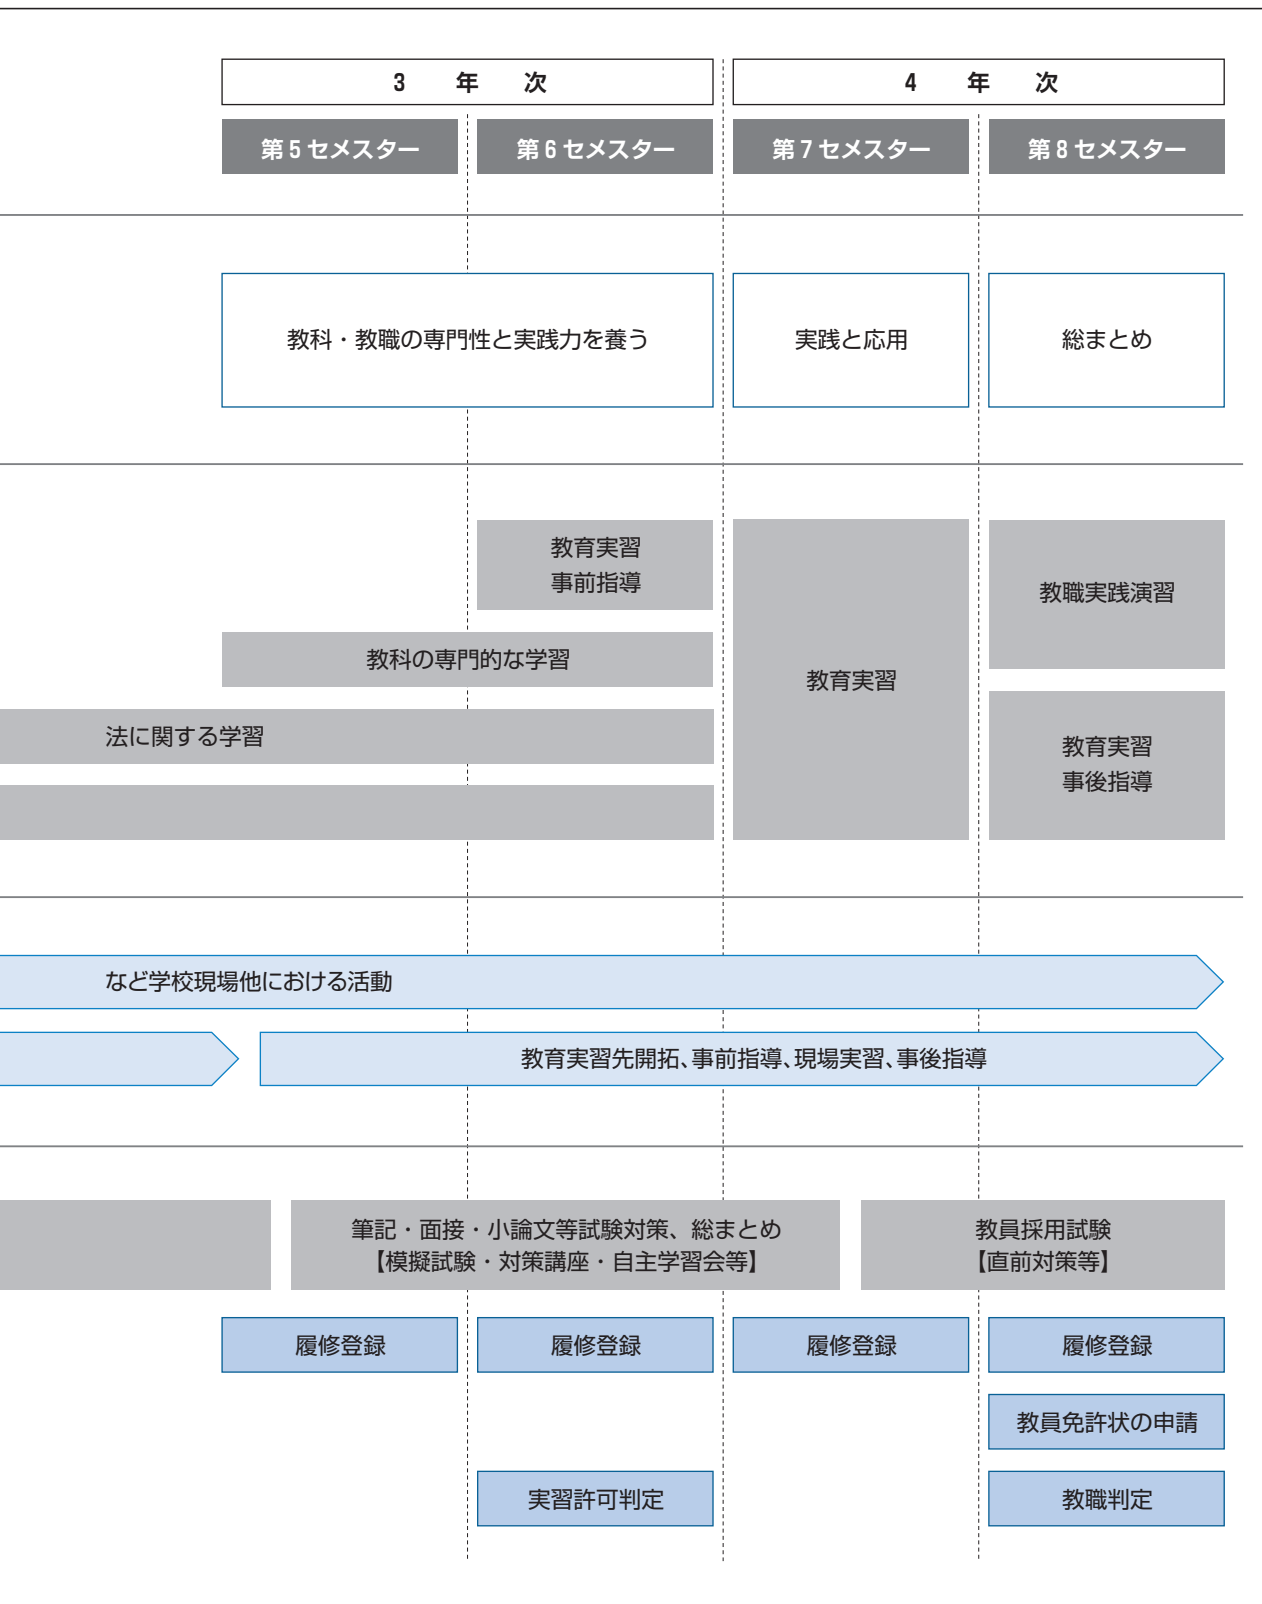 3 年 次
4 年 次
第5セメスター
第6セメスター
第7セメスター
第8セメスター
教科・教職の専門性と実践力を養う
実践と応用
総まとめ
教育実習
事前指導
教科の専門的な学習
法に関する学習
教育実習
教職実践演習
教育実習
事後指導
など学校現場他における活動
教育実習先開拓、事前指導、現場実習、事後指導
筆記・面接・小論文等試験対策、総まとめ
【模擬試験・対策講座・自主学習会等】
教員採用試験
【直前対策等】
履修登録
履修登録
履修登録
履修登録
教員免許状の申請
実習許可判定
教職判定